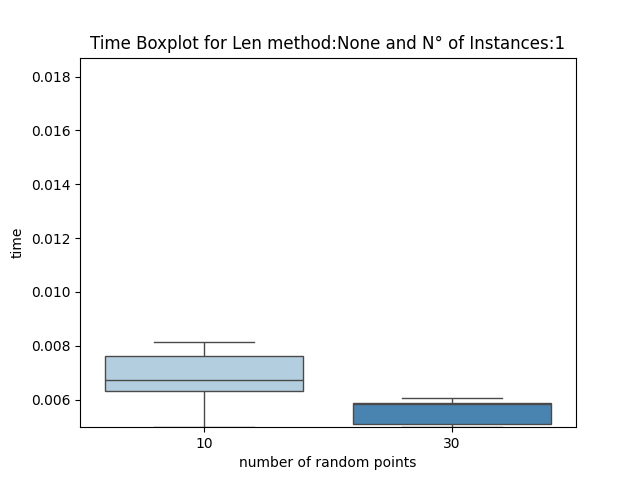 Time Boxplot for Len method:None and N° of Instances:1
0.018
0.016
0.014
0.012
0.010
0.008
0.006
time
10 30
number of random points